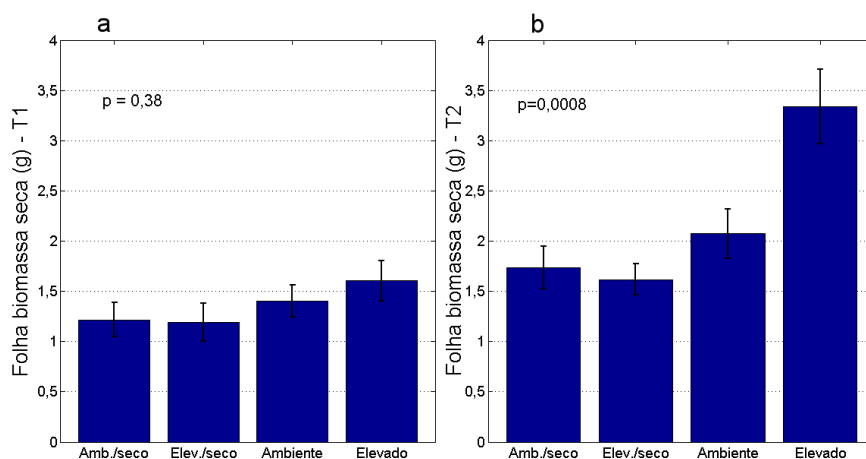 a
Folha biomassa seca (g) - T1
4
3,5
3
2,5
2
1,5
1
0,5
0
p = 0,38
Amb./seco Elev./seco Ambiente Elevado
b
Folha biomassa seca (g) - T2
4
3,5
3
2,5
2
1,5
1
0,5
0
p=0,0008
Amb./seco Elev./seco Ambiente Elevado